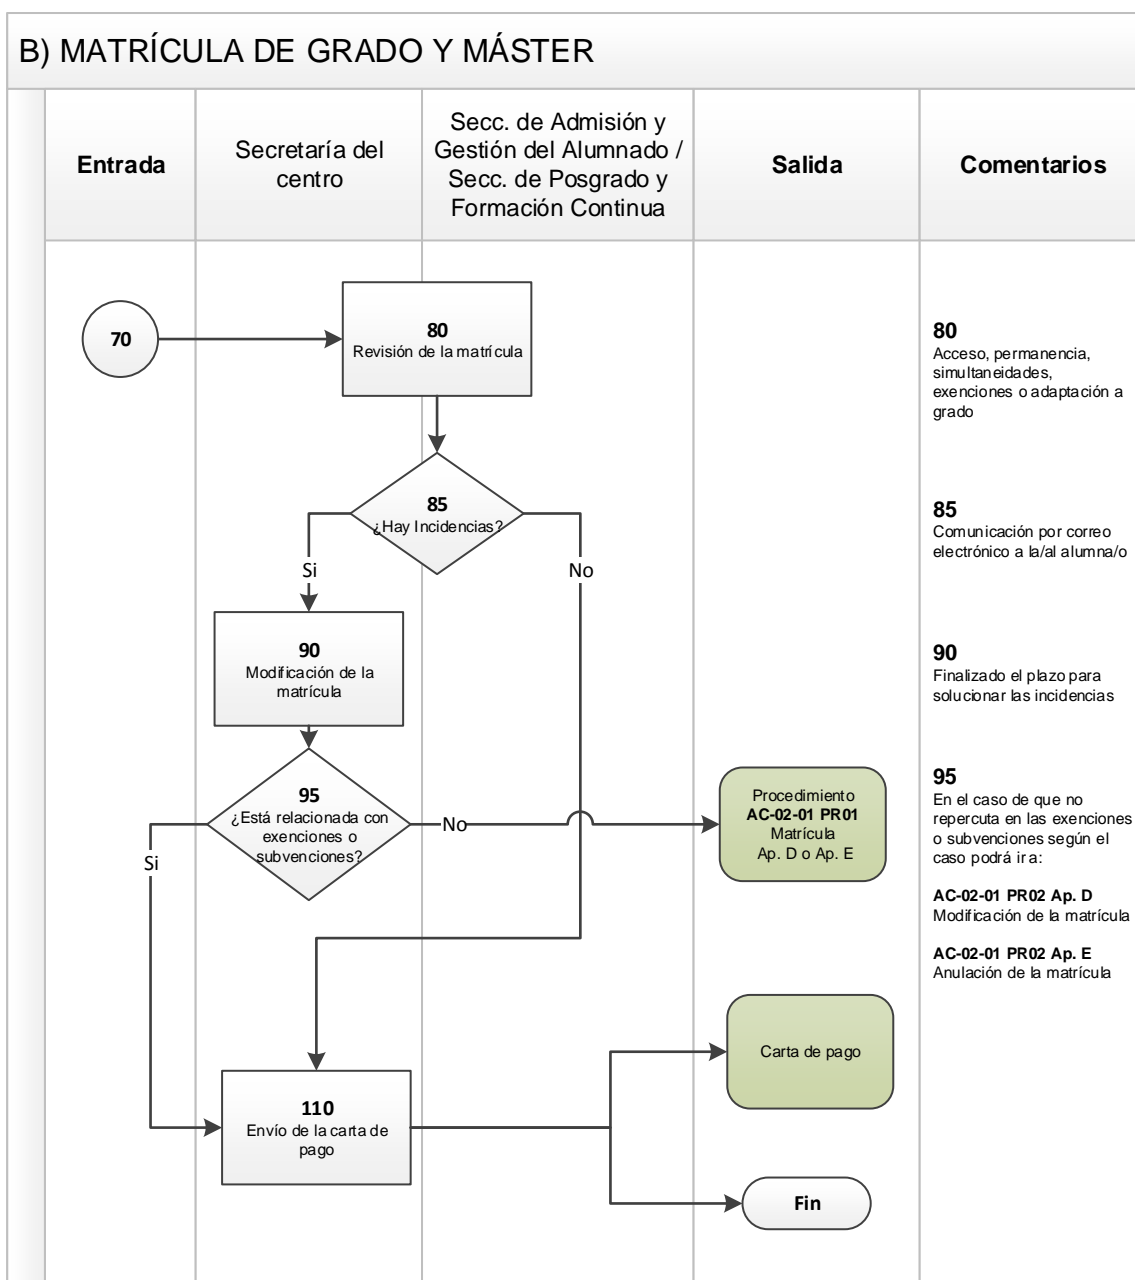 B) MATRÍCULA DE GRADO Y MÁSTER
Entrada
Secretaría del
centro
Secc. de Admisión y
Gestión del Alumnado /
Secc. de Posgrado y
Formación Continua
Salida
Comentarios
70
80
Revisión de la matrícula
80
Acceso, permanencia,
simultaneidades,
exenciones o adaptación a
grado
85
¿Hay Incidencias?
85
Comunicación por correo
electrónico a la/al alumna/o
Si
No
90
Modificación de la
matrícula
90
Finalizado el plazo para
solucionar las incidencias
95
¿Está relacionada con
exenciones o
subvenciones?
No
Si
Procedimiento
AC-02-01 PR01
Matrícula
Ap. D o Ap. E
95
En el caso de que no
repercuta en las exenciones
o subvenciones según el
caso podrá ir a:
AC-02-01 PR02 Ap. D
Modificación de la matrícula
AC-02-01 PR02 Ap. E
Anulación de la matrícula
Carta de pago
110
Envío de la carta de
pago
Fin